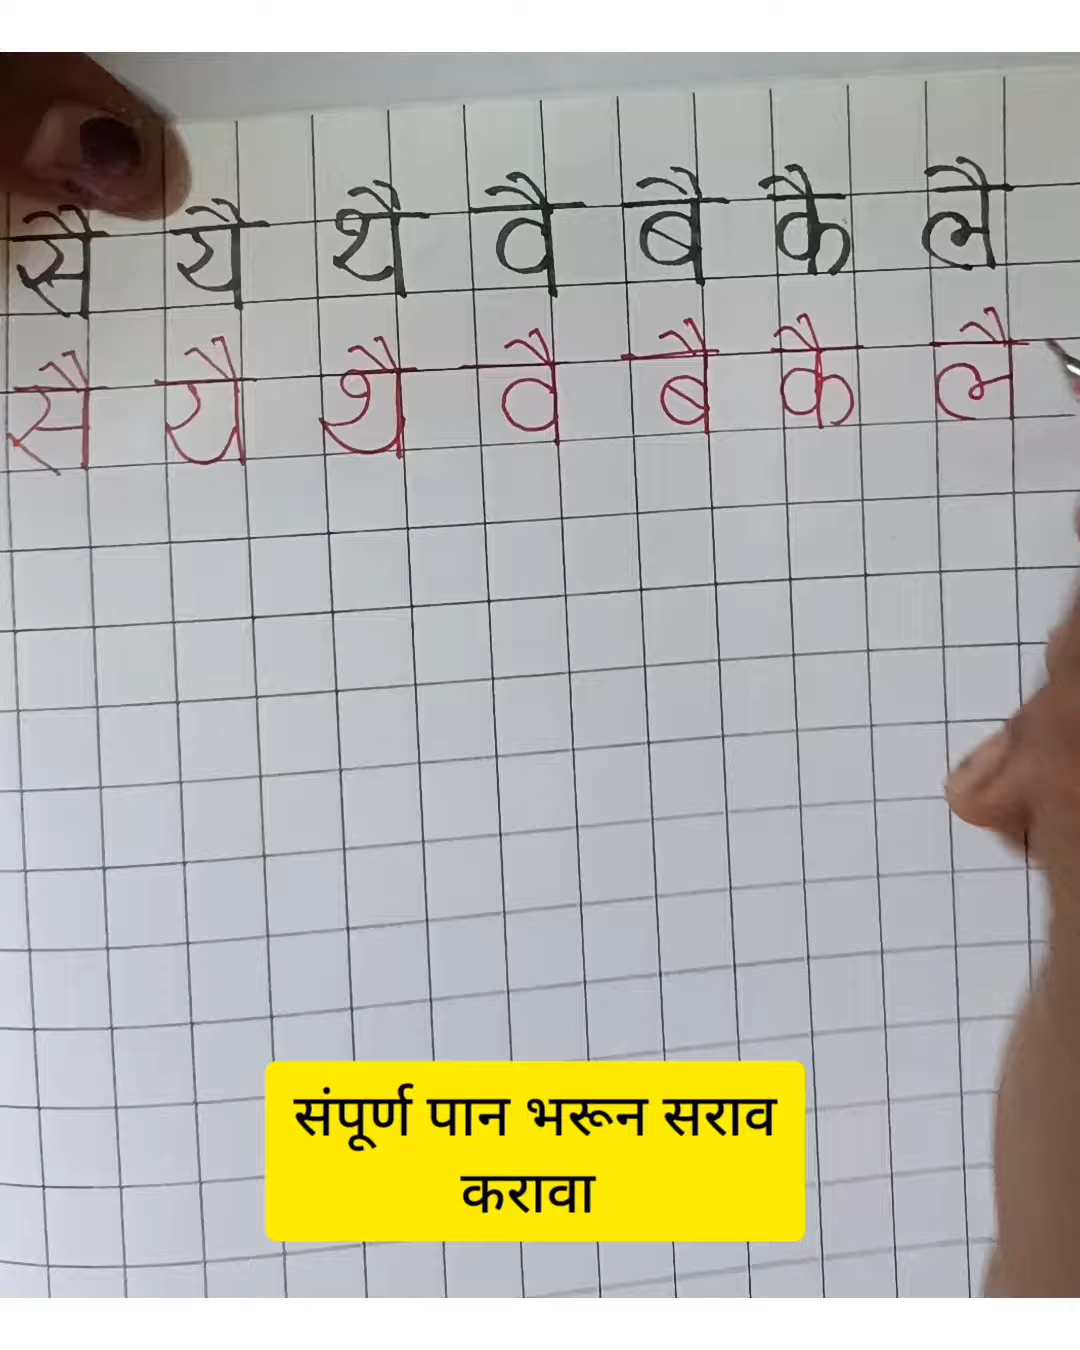 सै यै थै वै बै कै लै
सै यै थै वै बै कै लै
संपूर्ण पान भरून सराव
करावा